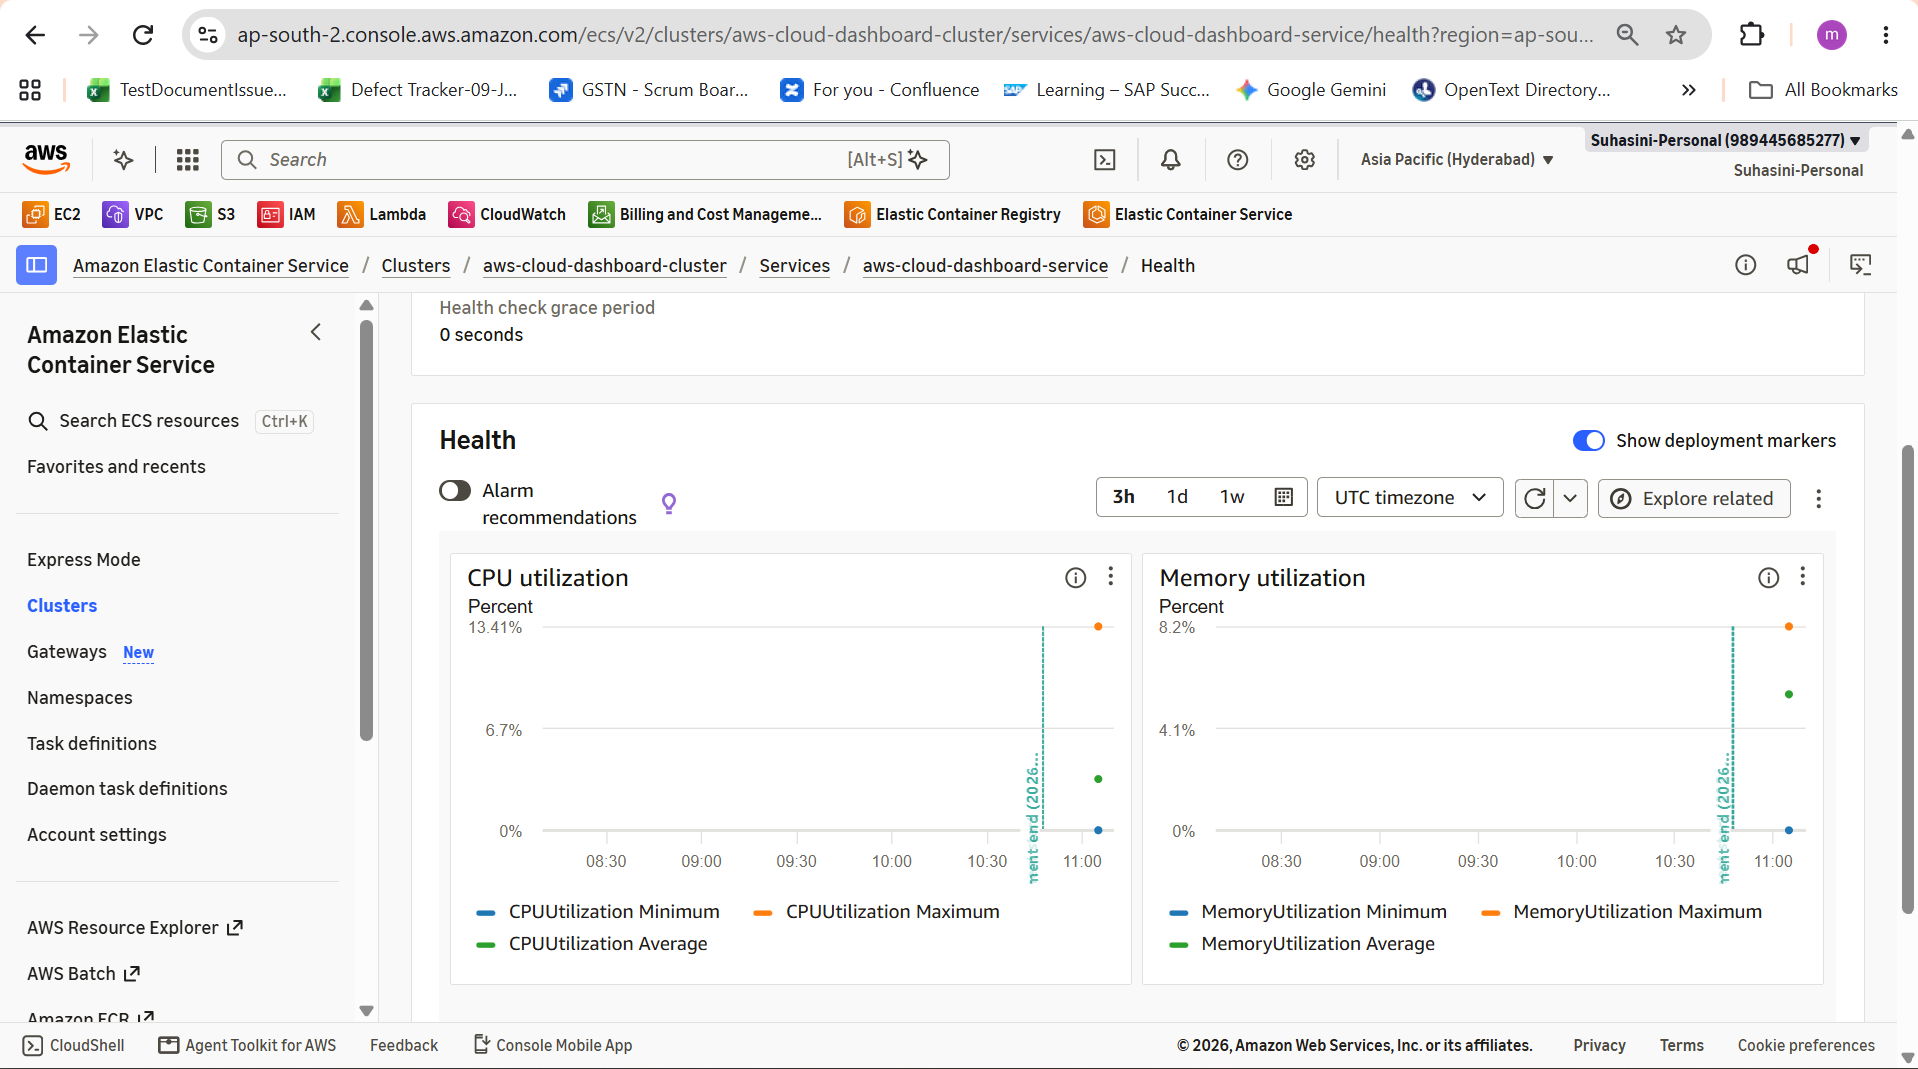 ap-south-2.console.aws.amazon.com/ecs/v2/clusters/aws-cloud-dashboard-cluster/services/aws-cloud-dashboard-service/health?region=ap-sou...
m
TestDocumentIssue...
Defect Tracker-09-J...
GSTN - Scrum Boar...
For you - Confluence
Learning – SAP Succ...
Google Gemini
OpenText Directory...
All Bookmarks
aws
Search
[Alt+S]
Asia Pacific (Hyderabad)
Suhasini-Personal (989445685277)
Suhasini-Personal
EC2
VPC
S3
IAM
Lambda
CloudWatch
Billing and Cost Manageme...
Elastic Container Registry
Elastic Container Service
Amazon Elastic Container Service / Clusters / aws-cloud-dashboard-cluster / Services / aws-cloud-dashboard-service / Health
Amazon Elastic
Container Service
Search ECS resources
Ctrl+K
Favorites and recents
Express Mode
Clusters
Gateways New
Namespaces
Task definitions
Daemon task definitions
Account settings
AWS Resource Explorer
AWS Batch
Amazon ECR
Health check grace period
0 seconds
Health
Show deployment markers
Alarm
recommendations
3h
1d
1w
UTC timezone
Explore related
CPU utilization
Percent
13.41%
6.7%
0%
08:30
09:00
09:30
10:00
10:30
11:00
ment end (2026...
CPUUtilization Minimum
CPUUtilization Maximum
CPUUtilization Average
Memory utilization
Percent
8.2%
4.1%
0%
08:30
09:00
09:30
10:00
10:30
11:00
ment end (2026...
MemoryUtilization Minimum
MemoryUtilization Maximum
MemoryUtilization Average
CloudShell
Agent Toolkit for AWS
Feedback
Console Mobile App
© 2026, Amazon Web Services, Inc. or its affiliates.
Privacy
Terms
Cookie preferences